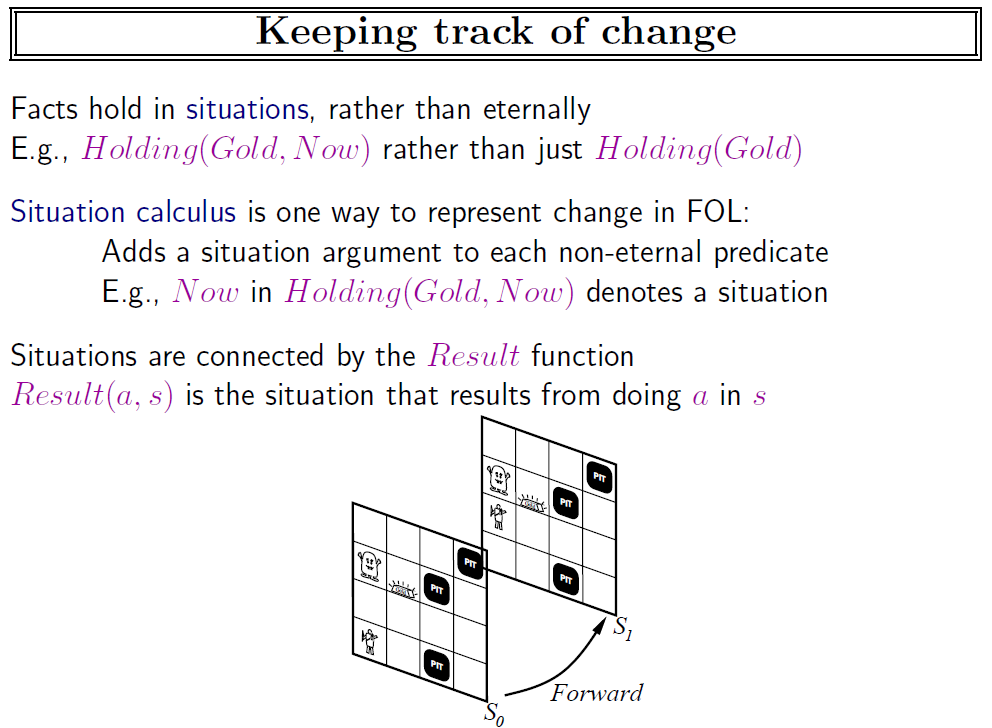 Keeping track of change
Facts hold in situations, rather than eternally
E.g., Holding(Gold, Now) rather than just Holding(Gold)
Situation calculus is one way to represent change in FOL:
Adds a situation argument to each non-eternal predicate
E.g., Now in Holding(Gold, Now) denotes a situation
Situations are connected by the Result function
Result(a, s) is the situation that results from doing a in s
PIT
PIT
PIT
PIT
PIT
PIT
S1
Forward
S0